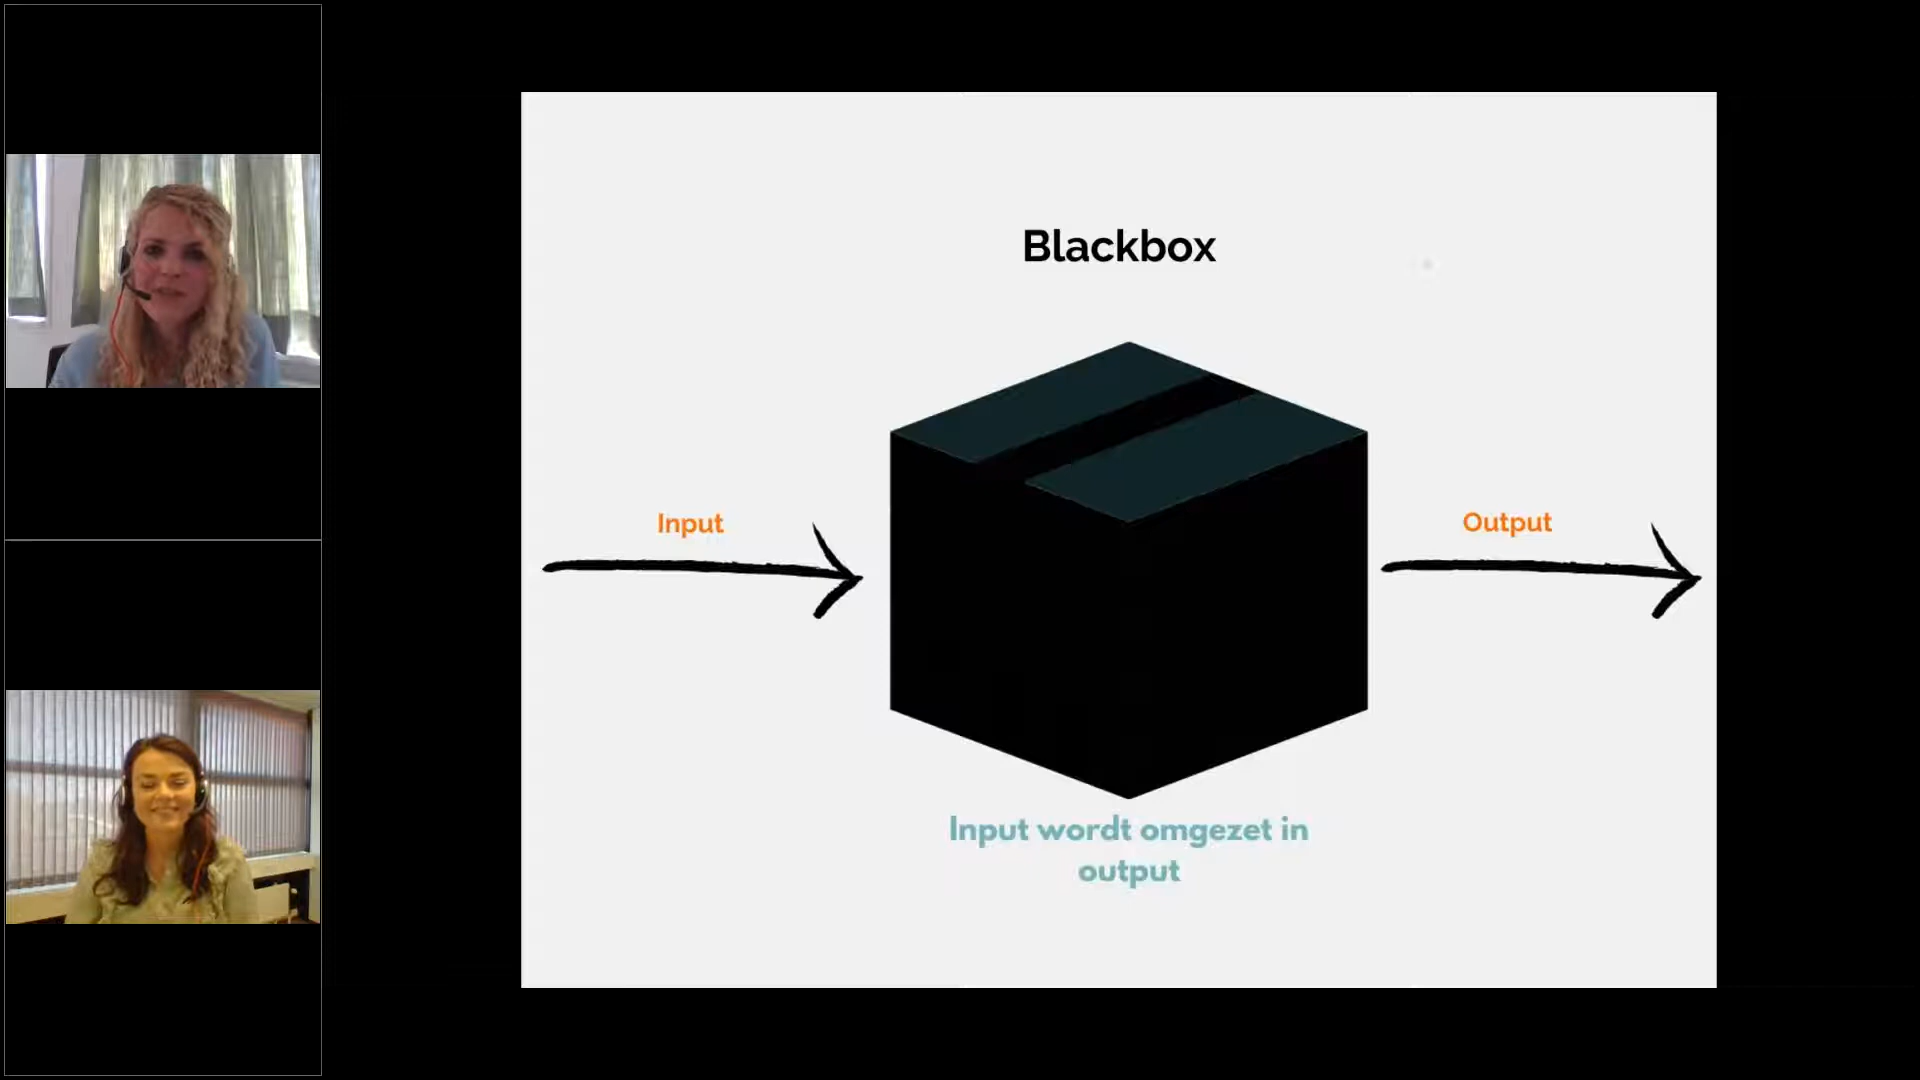 Blackbox
Input
Output
Input wordt omgezet in
output